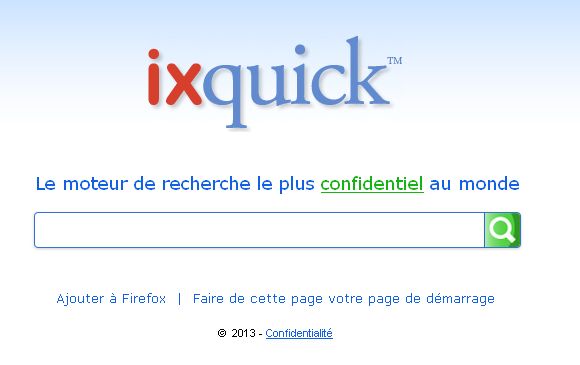 ixquick™
Le moteur de recherche le plus confidentiel au monde
Ajouter à Firefox | Faire de cette page votre page de démarrage
© 2013 - Confidentialité